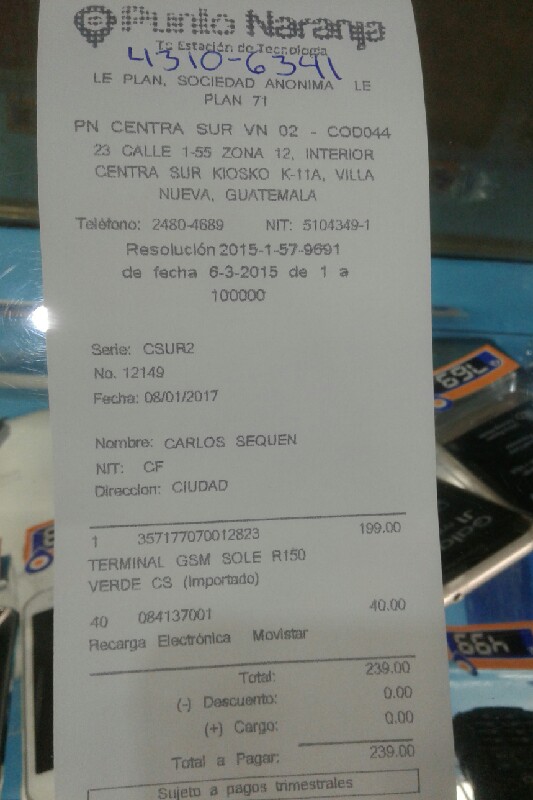 Punto Naranja
Tu Estación de Tecnología
4310-6341
LE PLAN, SOCIEDAD ANONIMA LE
PLAN 71
PN CENTRA SUR VN 02 - COD044
23 CALLE 1-55 ZONA 12, INTERIOR
CENTRA SUR KIOSKO K-11A, VILLA
NUEVA, GUATEMALA
Teléfono: 2480-4689 NIT: 5104349-1
Resolución 2015-1-57-9691
de fecha 6-3-2015 de 1 a
100000
Serie: CSUR2
No. 12149
Fecha: 08/01/2017
Nombre: CARLOS SEQUEN
NIT: CF
Direccion: CIUDAD
1 357177070012823 199.00
TERMINAL GSM SOLE R150
VERDE CS (Importado)
40 084137001 40.00
Recarga Electrónica Movistar
Total: 239.00
(-) Descuento: 0.00
(+) Cargo: 0.00
Total a Pagar: 239.00
Sujeto a pagos trimestrales
769
499